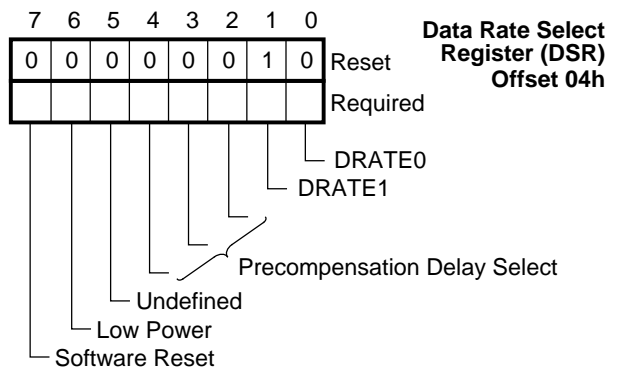 7 6 5 4 3 2 1 0
Data Rate Select
Register (DSR)
Offset 04h
0 0 0 0 0 0 1 0 Reset
Required
DRATE0
DRATE1
Precompensation Delay Select
Undefined
Low Power
Software Reset